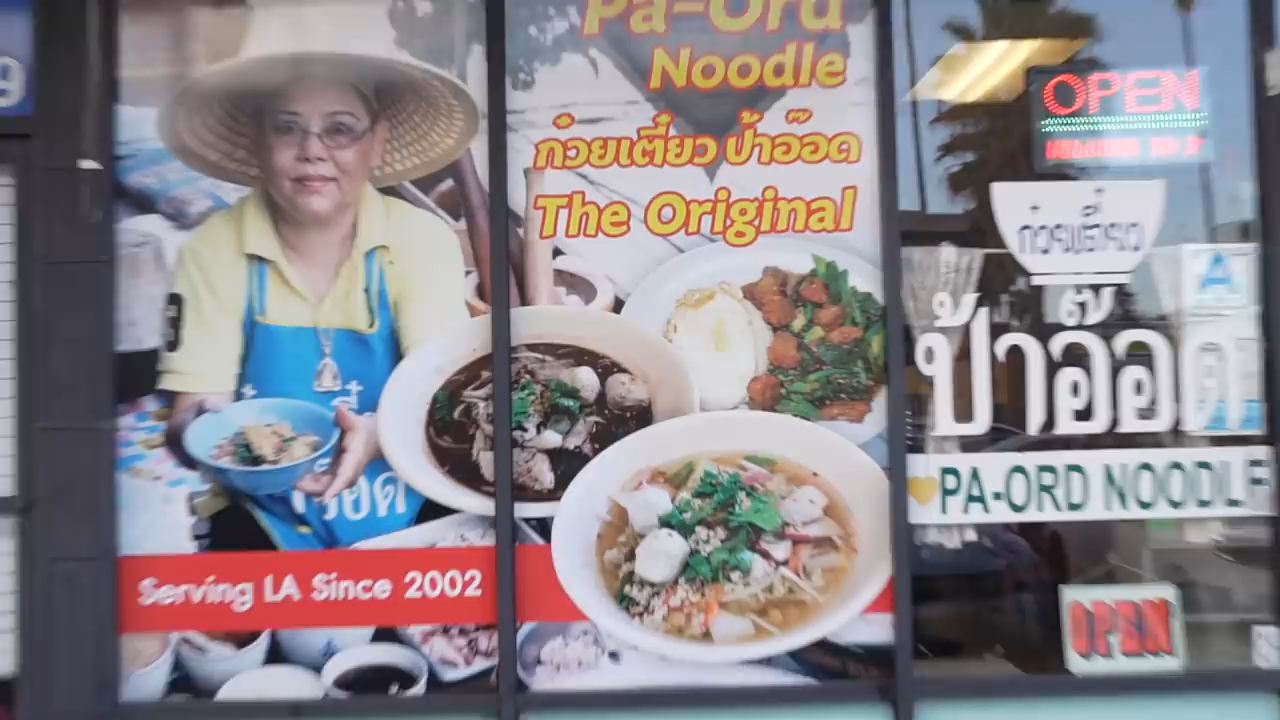 9
Pa-Ord
Noodle
ก๋วยเตี๋ยว ป้าอ๊อด
The Original
Serving LA Since 2002
OPEN
ก๋วยเตี๋ยว
A
ป้าอ๊อด
PA-ORD NOODLE
OPEN